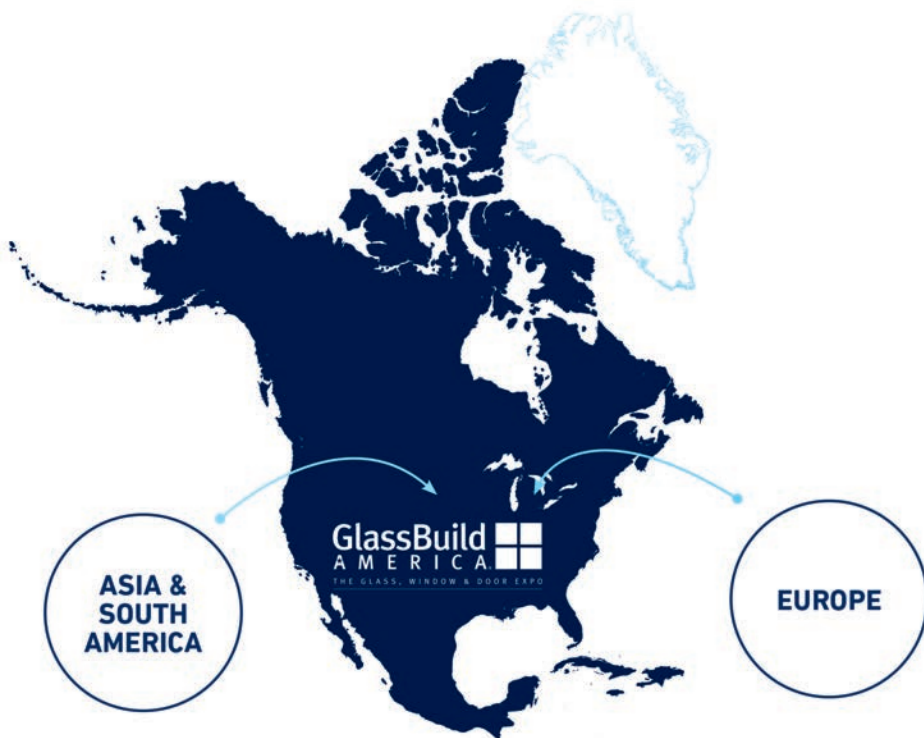 GlassBuild
AMERICA
THE GLASS, WINDOW & DOOR EXPO
ASIA &
SOUTH
AMERICA
EUROPE